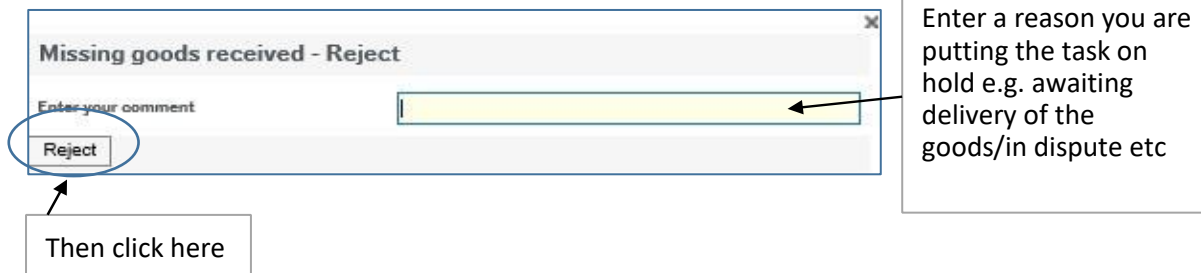 Missing goods received - Reject
Enter your comment
Reject
Enter a reason you are
putting the task on
hold e.g. awaiting
delivery of the
goods/in dispute etc
Then click here